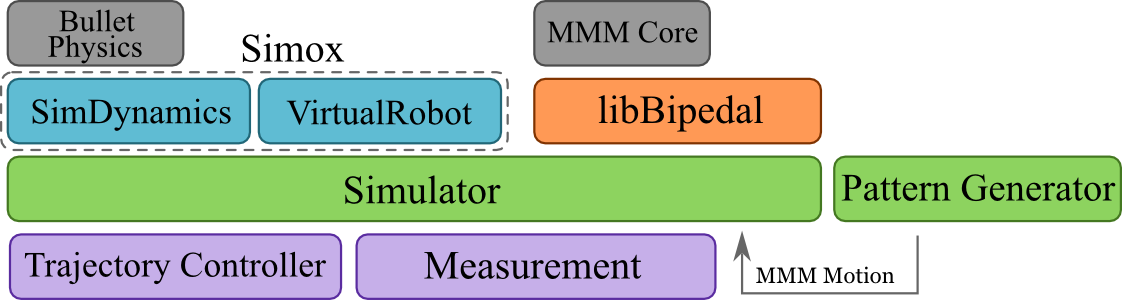 Bullet
Physics
Simox
MMM Core
SimDynamics
VirtualRobot
libBipedal
Simulator
Pattern Generator
Trajectory Controller
Measurement
MMM Motion